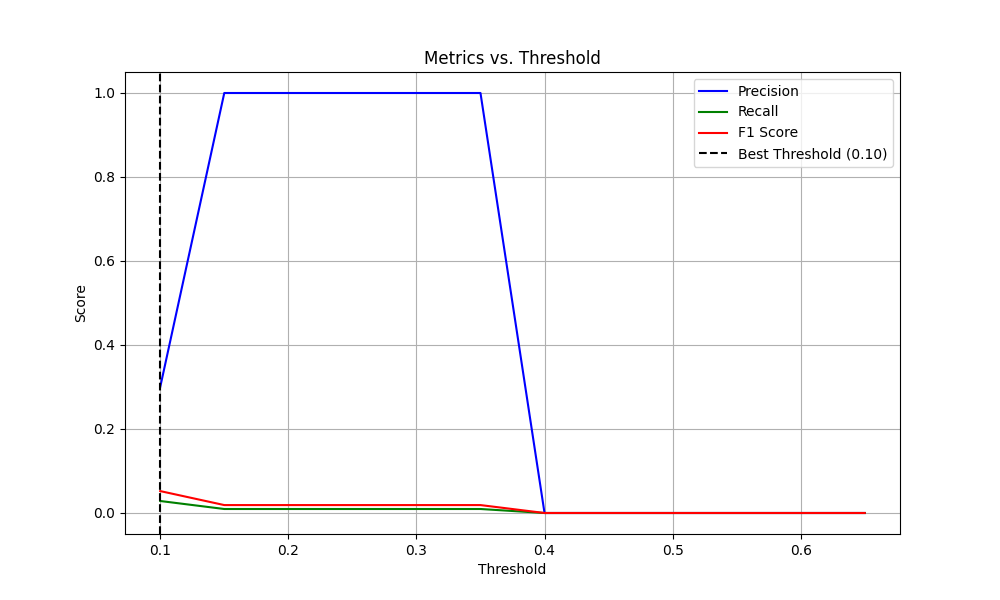 Metrics vs. Threshold
Precision
Recall
F1 Score
Best Threshold (0.10)
Score
1.0
0.8
0.6
0.4
0.2
0.0
0.1 0.2 0.3 0.4 0.5 0.6
Threshold